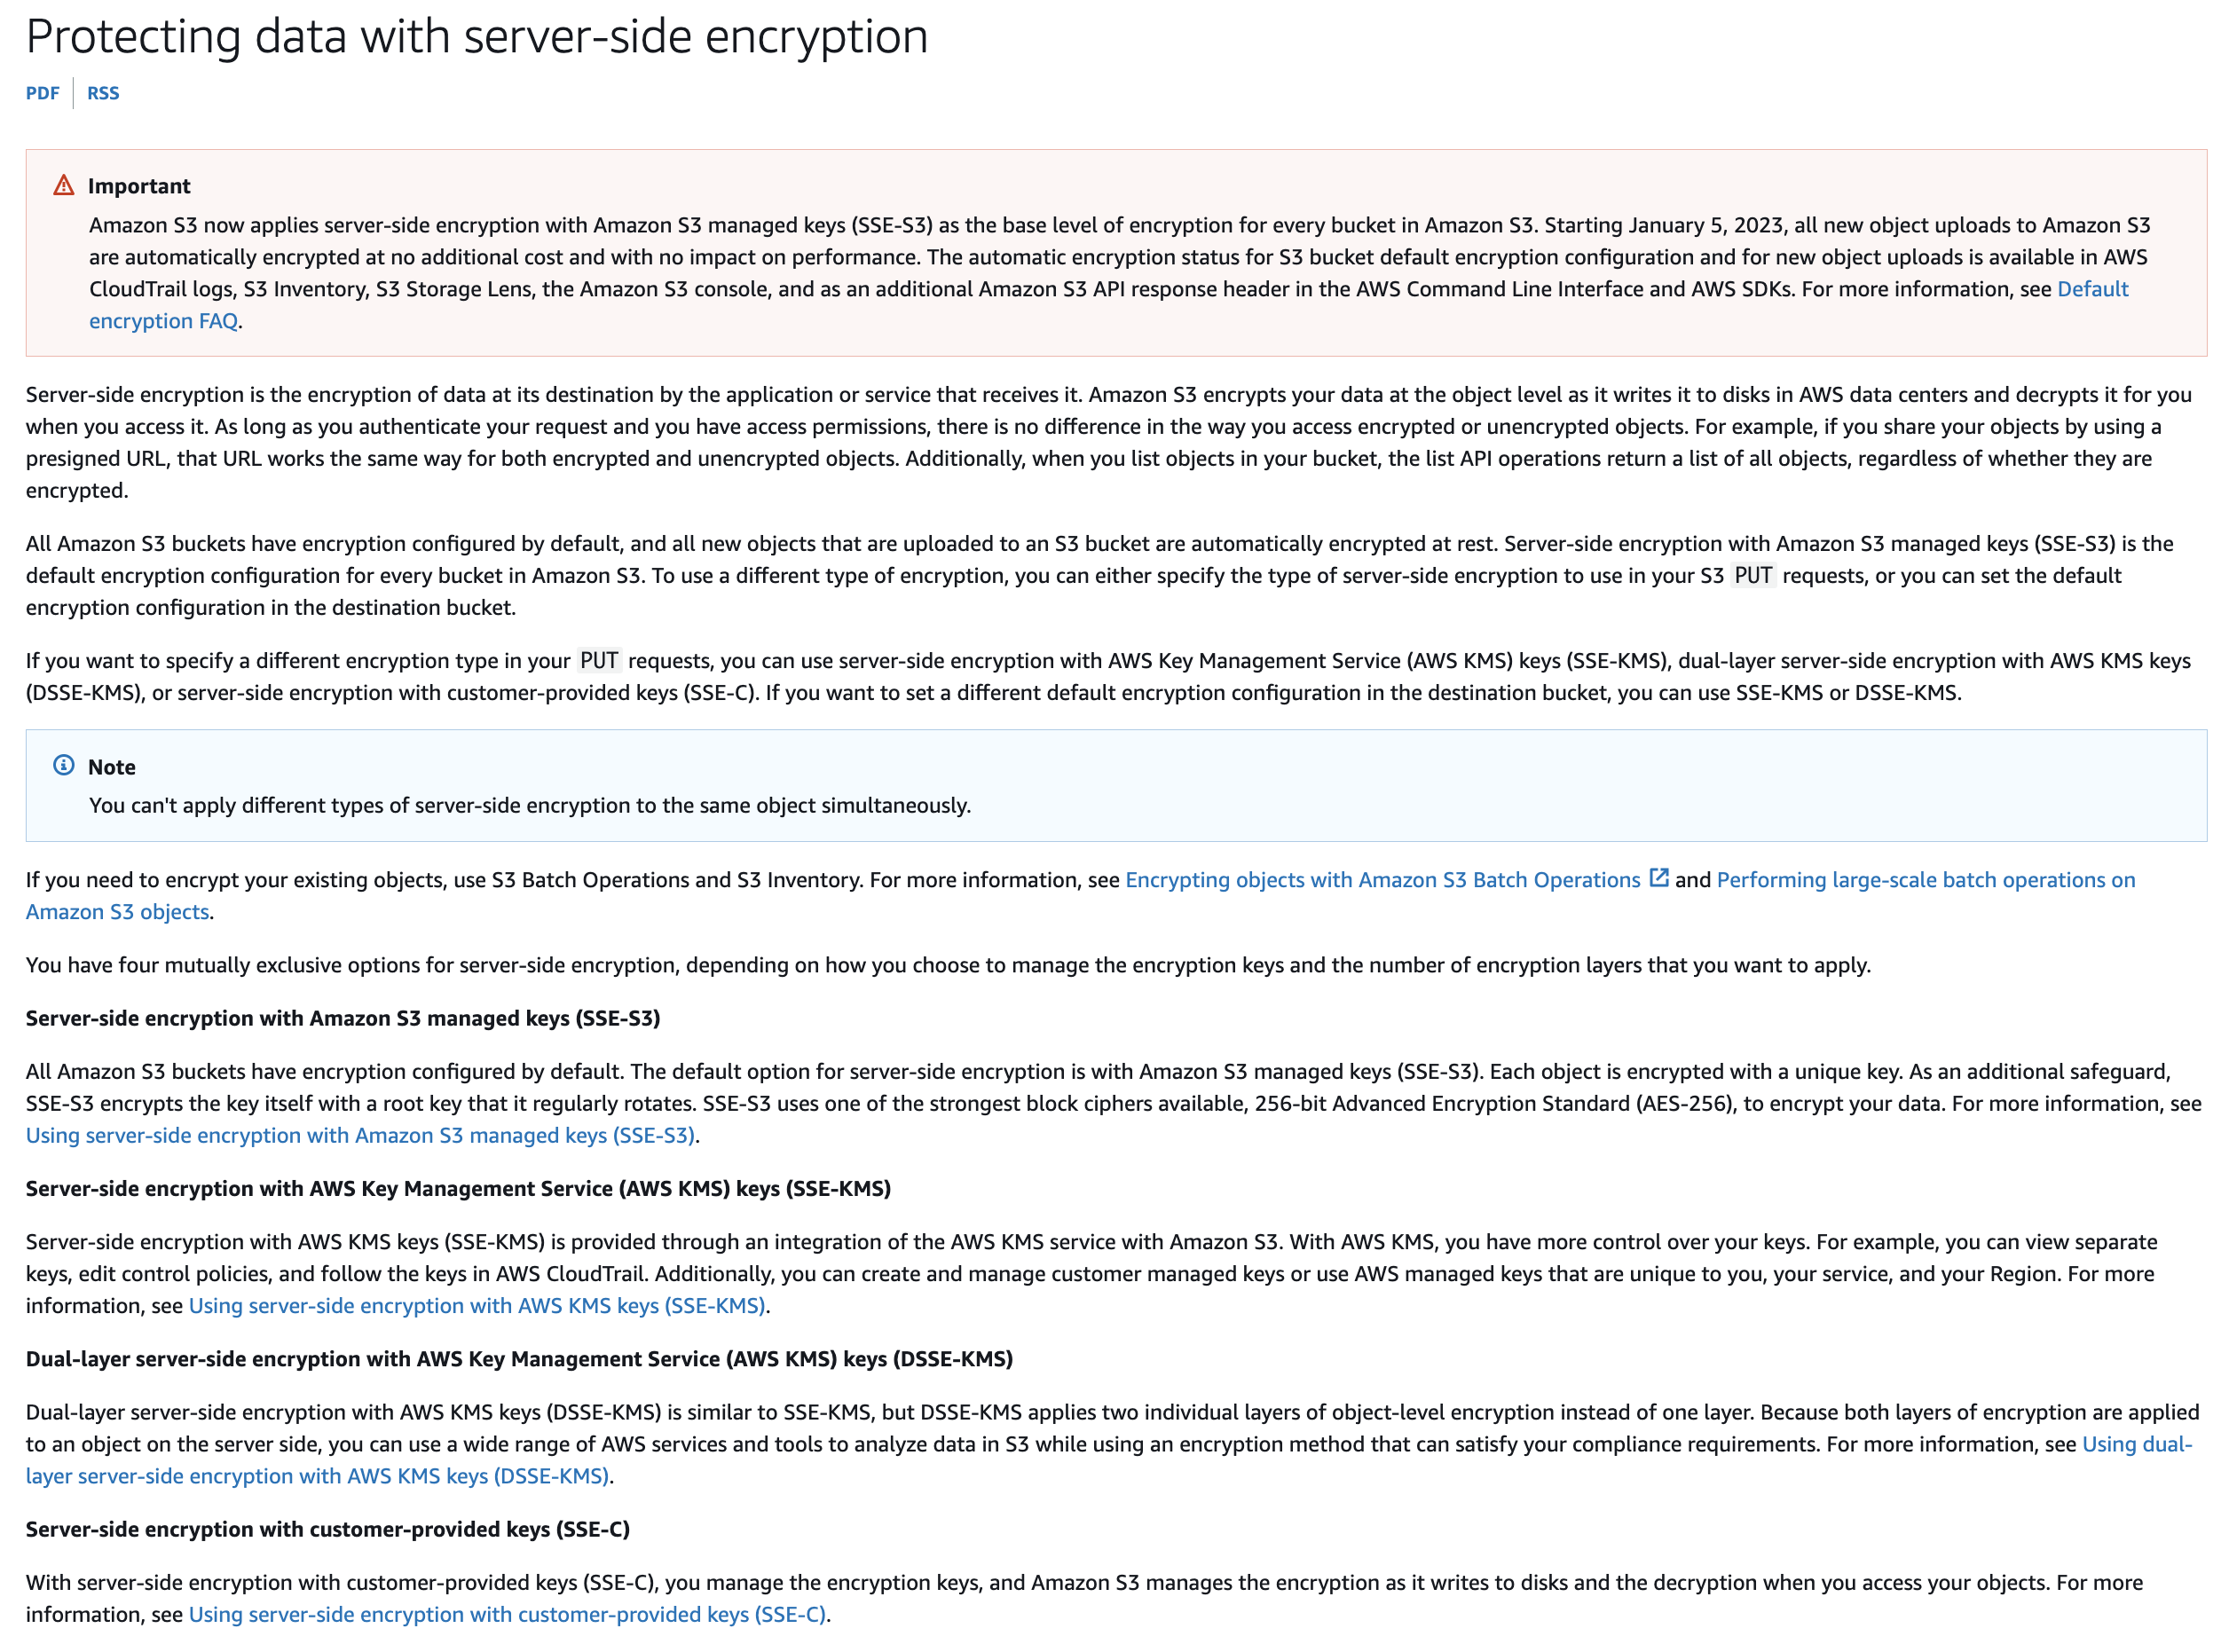 Protecting data with server-side encryption
PDF
RSS
Important
Amazon S3 now applies server-side encryption with Amazon S3 managed keys (SSE-S3) as the base level of encryption for every bucket in Amazon S3. Starting January 5, 2023, all new object uploads to Amazon S3
are automatically encrypted at no additional cost and with no impact on performance. The automatic encryption status for S3 bucket default encryption configuration and for new object uploads is available in AWS
CloudTrail logs, S3 Inventory, S3 Storage Lens, the Amazon S3 console, and as an additional Amazon S3 API response header in the AWS Command Line Interface and AWS SDKs. For more information, see Default
encryption FAQ.
Server-side encryption is the encryption of data at its destination by the application or service that receives it. Amazon S3 encrypts your data at the object level as it writes it to disks in AWS data centers and decrypts it for you
when you access it. As long as you authenticate your request and you have access permissions, there is no difference in the way you access encrypted or unencrypted objects. For example, if you share your objects by using a
presigned URL, that URL works the same way for both encrypted and unencrypted objects. Additionally, when you list objects in your bucket, the list API operations return a list of all objects, regardless of whether they are
encrypted.
All Amazon S3 buckets have encryption configured by default, and all new objects that are uploaded to an S3 bucket are automatically encrypted at rest. Server-side encryption with Amazon S3 managed keys (SSE-S3) is the
default encryption configuration for every bucket in Amazon S3. To use a different type of encryption, you can either specify the type of server-side encryption to use in your S3 PUT requests, or you can set the default
encryption configuration in the destination bucket.
If you want to specify a different encryption type in your PUT requests, you can use server-side encryption with AWS Key Management Service (AWS KMS) keys (SSE-KMS), dual-layer server-side encryption with AWS KMS keys
(DSSE-KMS), or server-side encryption with customer-provided keys (SSE-C). If you want to set a different default encryption configuration in the destination bucket, you can use SSE-KMS or DSSE-KMS.
Note
You can't apply different types of server-side encryption to the same object simultaneously.
If you need to encrypt your existing objects, use S3 Batch Operations and S3 Inventory. For more information, see Encrypting objects with Amazon S3 Batch Operations and Performing large-scale batch operations on
Amazon S3 objects.
You have four mutually exclusive options for server-side encryption, depending on how you choose to manage the encryption keys and the number of encryption layers that you want to apply.
Server-side encryption with Amazon S3 managed keys (SSE-S3)
All Amazon S3 buckets have encryption configured by default. The default option for server-side encryption is with Amazon S3 managed keys (SSE-S3). Each object is encrypted with a unique key. As an additional safeguard,
SSE-S3 encrypts the key itself with a root key that it regularly rotates. SSE-S3 uses one of the strongest block ciphers available, 256-bit Advanced Encryption Standard (AES-256), to encrypt your data. For more information, see
Using server-side encryption with Amazon S3 managed keys (SSE-S3).
Server-side encryption with AWS Key Management Service (AWS KMS) keys (SSE-KMS)
Server-side encryption with AWS KMS keys (SSE-KMS) is provided through an integration of the AWS KMS service with Amazon S3. With AWS KMS, you have more control over your keys. For example, you can view separate
keys, edit control policies, and follow the keys in AWS CloudTrail. Additionally, you can create and manage customer managed keys or use AWS managed keys that are unique to you, your service, and your Region. For more
information, see Using server-side encryption with AWS KMS keys (SSE-KMS).
Dual-layer server-side encryption with AWS Key Management Service (AWS KMS) keys (DSSE-KMS)
Dual-layer server-side encryption with AWS KMS keys (DSSE-KMS) is similar to SSE-KMS, but DSSE-KMS applies two individual layers of object-level encryption instead of one layer. Because both layers of encryption are applied
to an object on the server side, you can use a wide range of AWS services and tools to analyze data in S3 while using an encryption method that can satisfy your compliance requirements. For more information, see Using dual-
layer server-side encryption with AWS KMS keys (DSSE-KMS).
Server-side encryption with customer-provided keys (SSE-C)
With server-side encryption with customer-provided keys (SSE-C), you manage the encryption keys, and Amazon S3 manages the encryption as it writes to disks and the decryption when you access your objects. For more
information, see Using server-side encryption with customer-provided keys (SSE-C).